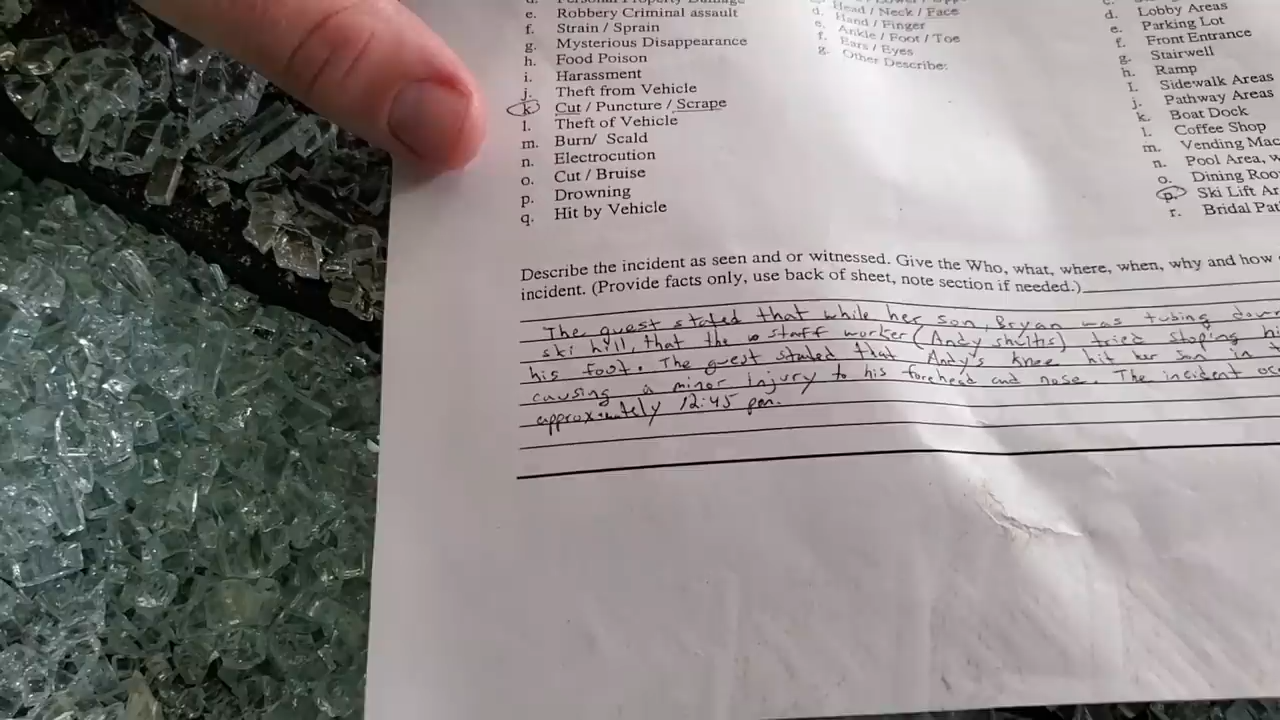 d. Personal Property Damage
e. Robbery Criminal assault
f. Strain / Sprain
g. Mysterious Disappearance
h. Food Poison
i. Harassment
j. Theft from Vehicle
k. Cut / Puncture / Scrape
l. Theft of Vehicle
m. Burn/ Scald
n. Electrocution
o. Cut / Bruise
p. Drowning
q. Hit by Vehicle
Head / Neck / Face
d. Hand / Finger
e. Ankle / Foot / Toe
f. Ears / Eyes
g. Other Describe:
d. Lobby Areas
e. Parking Lot
f. Front Entrance
g. Stairwell
h. Ramp
I. Sidewalk Areas
j. Pathway Areas
k. Boat Dock
l. Coffee Shop
m. Vending Mac
n. Pool Area, w
o. Dining Roo
p. Ski Lift Ar
r. Bridal Pat
Describe the incident as seen and or witnessed. Give the Who, what, where, when, why and how
incident. (Provide facts only, use back of sheet, note section if needed.)
The guest stated that while her son, Bryan was tubing down
ski hill, that the staff worker (Andy shultis) tried stoping hi
his foot. The guest stated that Andy's knee hit her son in t
causing a minor injury to his forehead and nose. The incident occ
approximately 12:45 pm.